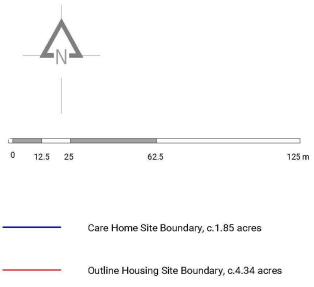 N
0 12.5 25 62.5 125 m
Care Home Site Boundary, c.1.85 acres
Outline Housing Site Boundary, c.4.34 acres